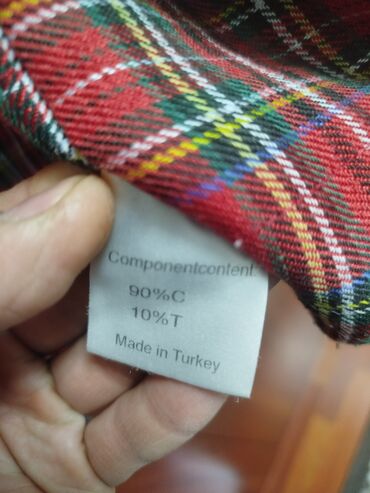 Componentcontent.
90%C
10%T
Made in Turkey